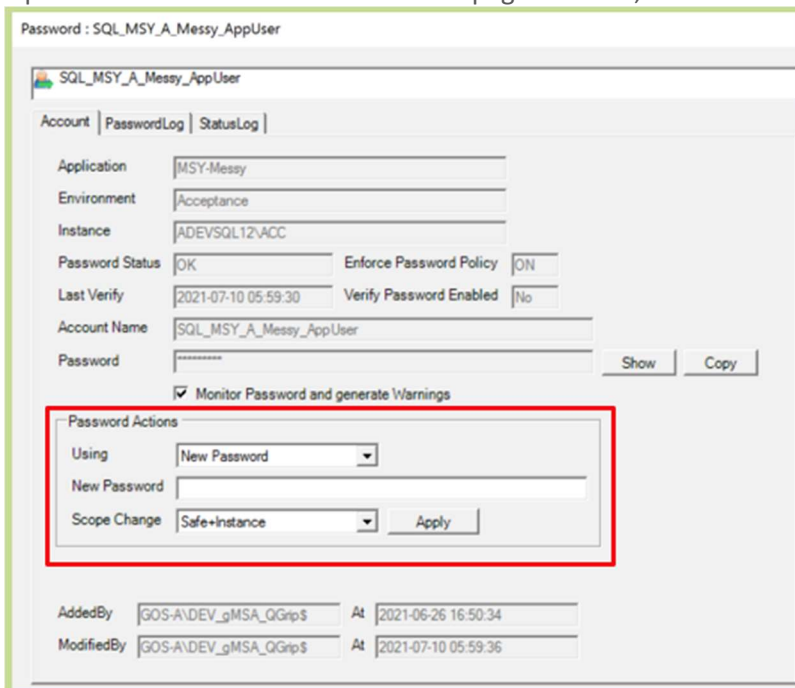 Password : SQL_MSY_A_Messy_AppUser
SQL_MSY_A_Messy_AppUser
Account PasswordLog StatusLog
Application MSY-Messy
Environment Acceptance
Instance ADEVSQL12\ACC
Password Status OK Enforce Password Policy ON
Last Verify 2021-07-10 05:59:30 Verify Password Enabled No
Account Name SQL_MSY_A_Messy_AppUser
Password ********* Show Copy
Monitor Password and generate Warnings
Password Actions
Using New Password
New Password
Scope Change Safe+Instance Apply
AddedBy GOS-A\DEV_gMSA_QGrip$ At 2021-06-26 16:50:34
ModifiedBy GOS-A\DEV_gMSA_QGrip$ At 2021-07-10 05:59:36